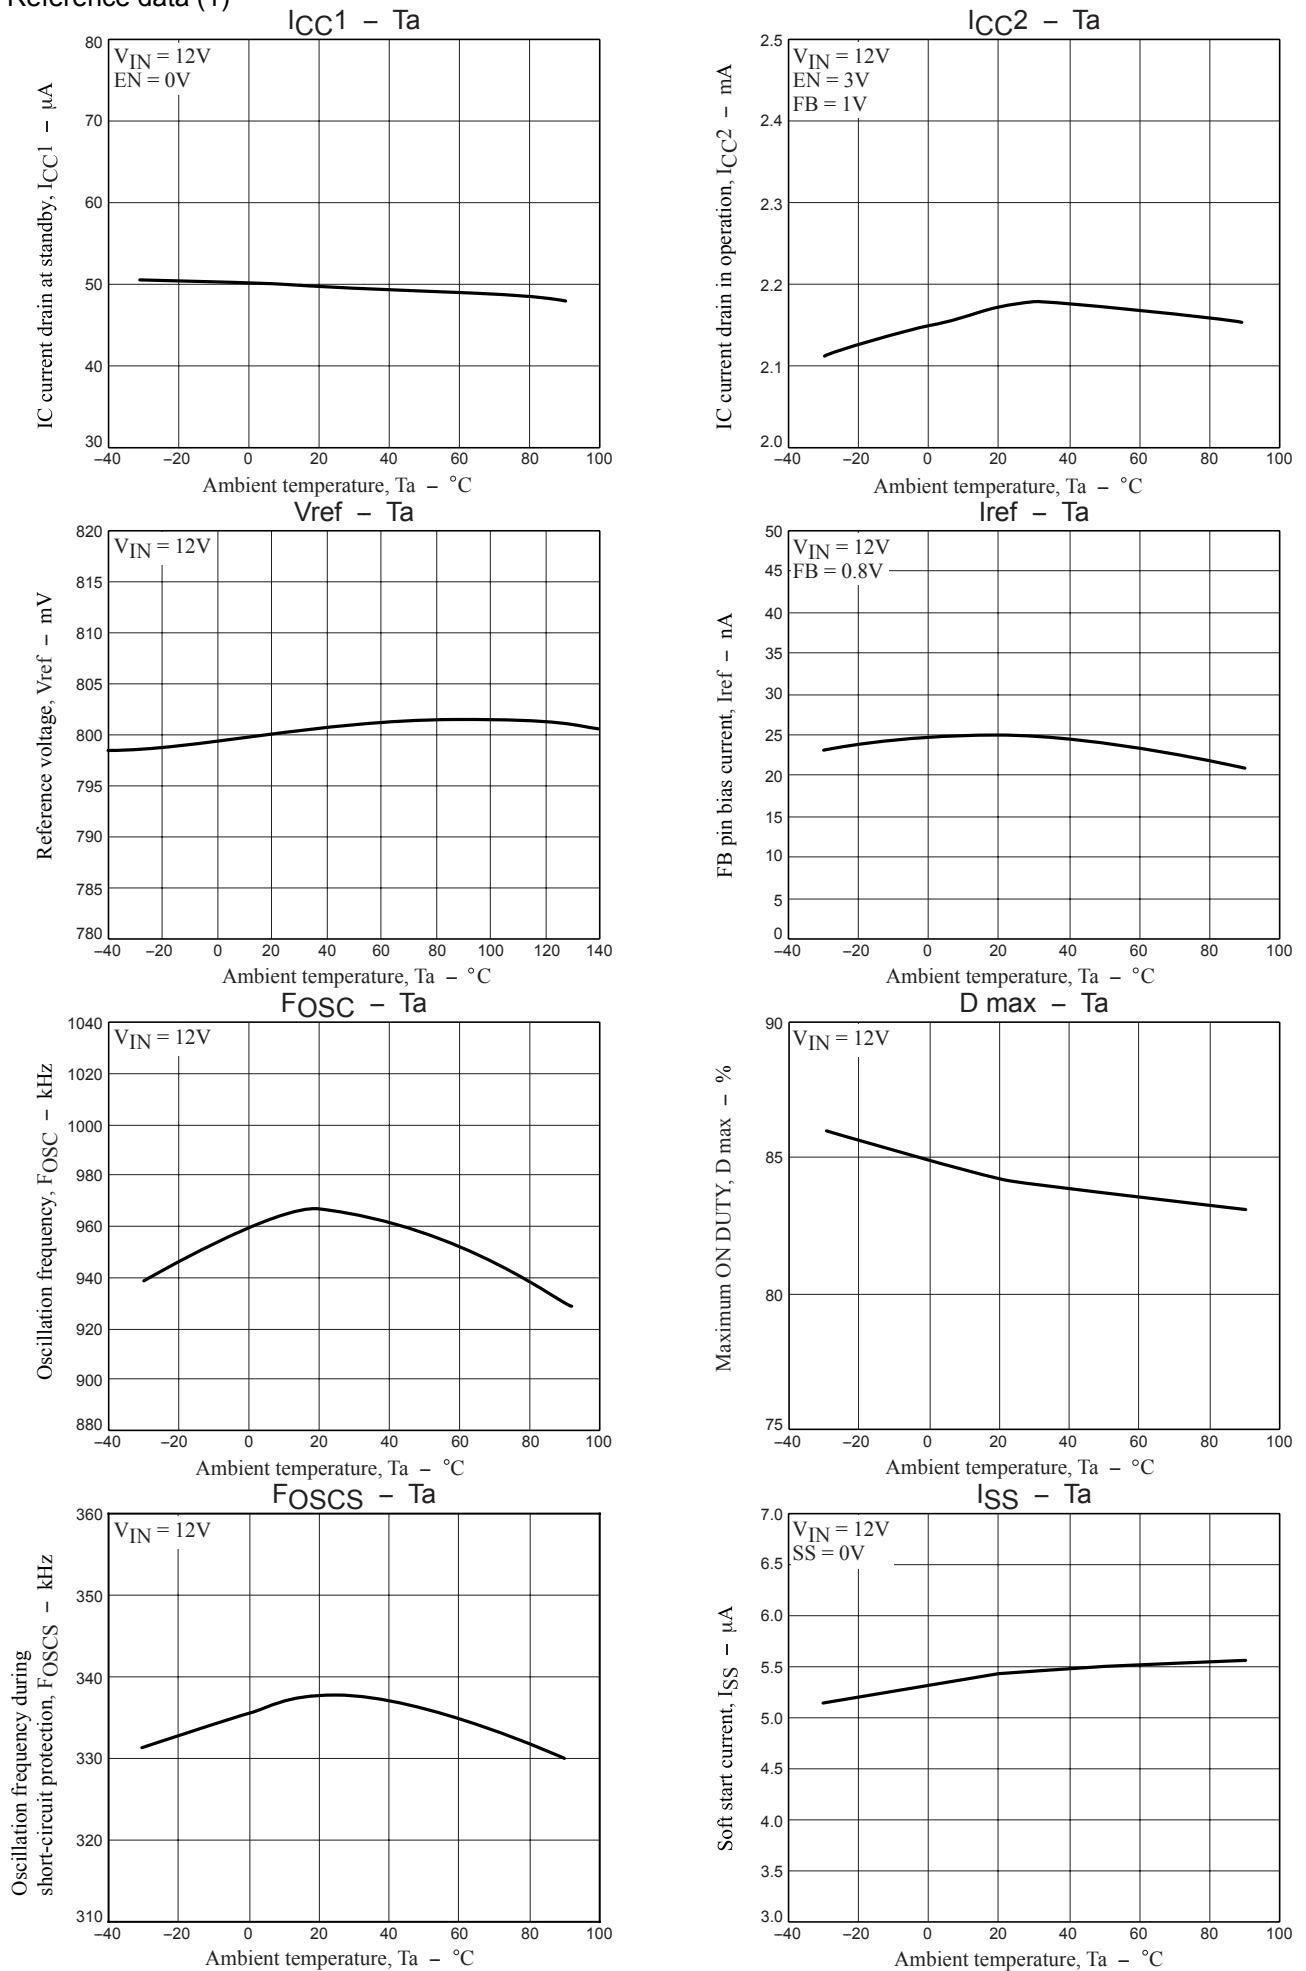 Reference data (1)
ICC1 – Ta
VIN = 12V
EN = 0V
IC current drain at standby, ICC1 – μA
80
70
60
50
40
30
–40 –20 0 20 40 60 80 100
Ambient temperature, Ta – °C
ICC2 – Ta
VIN = 12V
EN = 3V
FB = 1V
IC current drain in operation, ICC2 – mA
2.5
2.4
2.3
2.2
2.1
2.0
–40 –20 0 20 40 60 80 100
Ambient temperature, Ta – °C
Vref – Ta
VIN = 12V
Reference voltage, Vref – mV
820
815
810
805
800
795
790
785
780
–40 –20 0 20 40 60 80 100 120 140
Ambient temperature, Ta – °C
Iref – Ta
VIN = 12V
FB = 0.8V
FB pin bias current, Iref – nA
50
45
40
35
30
25
20
15
10
5
0
–40 –20 0 20 40 60 80 100
Ambient temperature, Ta – °C
FOSC – Ta
VIN = 12V
Oscillation frequency, FOSC – kHz
1040
1020
1000
980
960
940
920
900
880
–40 –20 0 20 40 60 80 100
Ambient temperature, Ta – °C
D max – Ta
VIN = 12V
Maximum ON DUTY, D max – %
90
85
80
75
–40 –20 0 20 40 60 80 100
Ambient temperature, Ta – °C
FOSCS – Ta
VIN = 12V
Oscillation frequency during
short-circuit protection, FOSCS – kHz
360
350
340
330
320
310
–40 –20 0 20 40 60 80 100
Ambient temperature, Ta – °C
ISS – Ta
VIN = 12V
SS = 0V
Soft start current, ISS – μA
7.0
6.5
6.0
5.5
5.0
4.5
4.0
3.5
3.0
–40 –20 0 20 40 60 80 100
Ambient temperature, Ta – °C